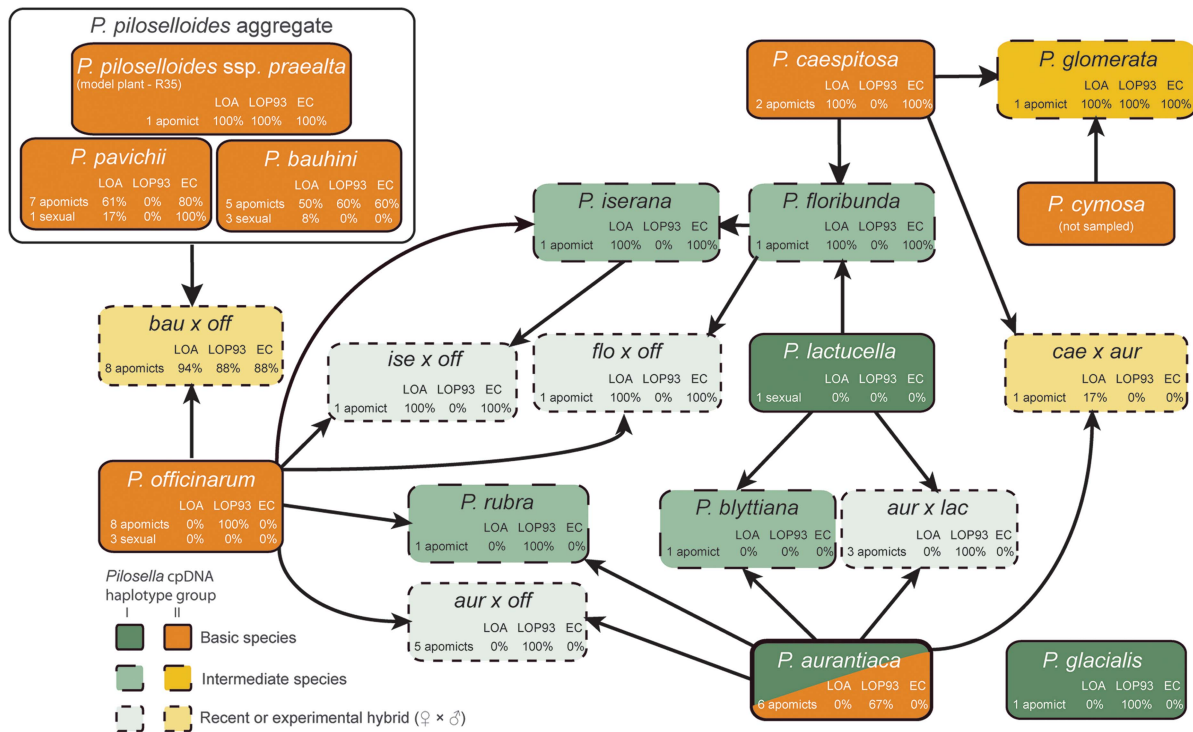 P. piloselloides aggregate
P. piloselloides ssp. praealta
(model plant - R35)
LOA LOP93 EC
1 apomict 100% 100% 100%
P. pavichii
LOA LOP93 EC
7 apomicts 61% 0% 80%
1 sexual 17% 0% 100%
P. bauhini
LOA LOP93 EC
5 apomicts 50% 60% 60%
3 sexual 8% 0% 0%
P. caespitosa
LOA LOP93 EC
2 apomicts 100% 0% 100%
P. glomerata
LOA LOP93 EC
1 apomict 100% 100% 100%
P. iserana
LOA LOP93 EC
1 apomict 100% 0% 100%
P. floribunda
LOA LOP93 EC
1 apomict 100% 0% 100%
P. cymosa
(not sampled)
bau x off
LOA LOP93 EC
8 apomicts 94% 88% 88%
ise x off
LOA LOP93 EC
1 apomict 100% 0% 100%
flo x off
LOA LOP93 EC
1 apomict 100% 0% 100%
P. lactucella
LOA LOP93 EC
1 sexual 0% 0% 0%
cae x aur
LOA LOP93 EC
1 apomict 17% 0% 0%
P. officinarum
LOA LOP93 EC
8 apomicts 0% 100% 0%
3 sexual 0% 0% 0%
P. rubra
LOA LOP93 EC
1 apomict 0% 100% 0%
P. blyttiana
LOA LOP93 EC
1 apomict 0% 0% 0%
aur x lac
LOA LOP93 EC
3 apomicts 0% 100% 0%
aur x off
LOA LOP93 EC
5 apomicts 0% 100% 0%
P. aurantiaca
LOA LOP93 EC
6 apomicts 0% 67% 0%
P. glacialis
LOA LOP93 EC
1 apomict 0% 100% 0%
Pilosella cpDNA
haplotype group
I II
Basic species
Intermediate species
Recent or experimental hybrid (♀ × ♂)